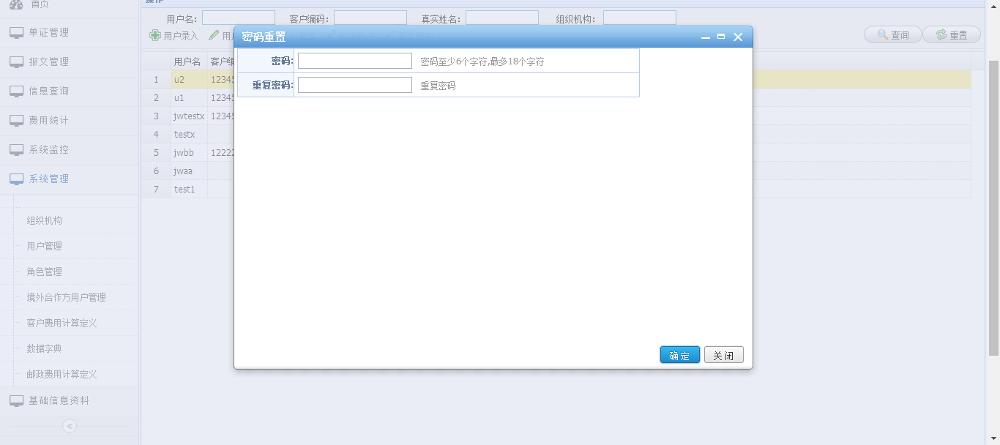 首页
单证管理
报文管理
信息查询
费用统计
系统监控
系统管理
组织机构
用户管理
角色管理
境外合作方用户管理
客户费用计算定义
数据字典
邮政费用计算定义
基础信息资料
操作
用户名: 客户编码: 真实姓名: 组织机构:
用户录入 用户
查询 重置
用户名 客户编
1 u2 12345
2 u1 12345
3 jwtestx 12345
4 testx
5 jwbb 12222
6 jwaa
7 test1
密码重置
密码: 密码至少6个字符,最多18个字符
重复密码: 重复密码
确定 关闭